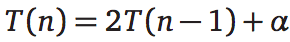 T(n) = 2T(n − 1) + α